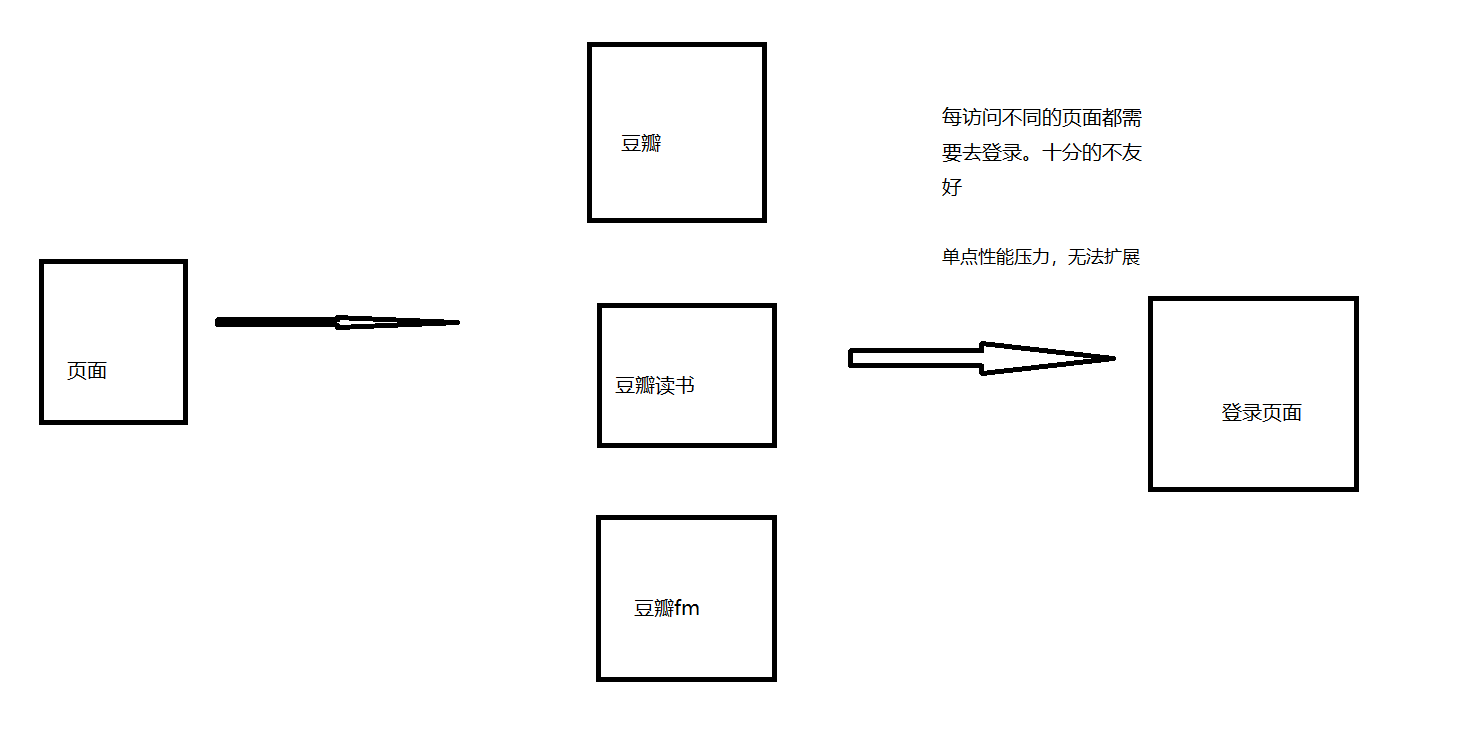 页面
豆瓣
豆瓣读书
豆瓣fm
每访问不同的页面都需
要去登录。十分的不友
好
单点性能压力，无法扩展
登录页面